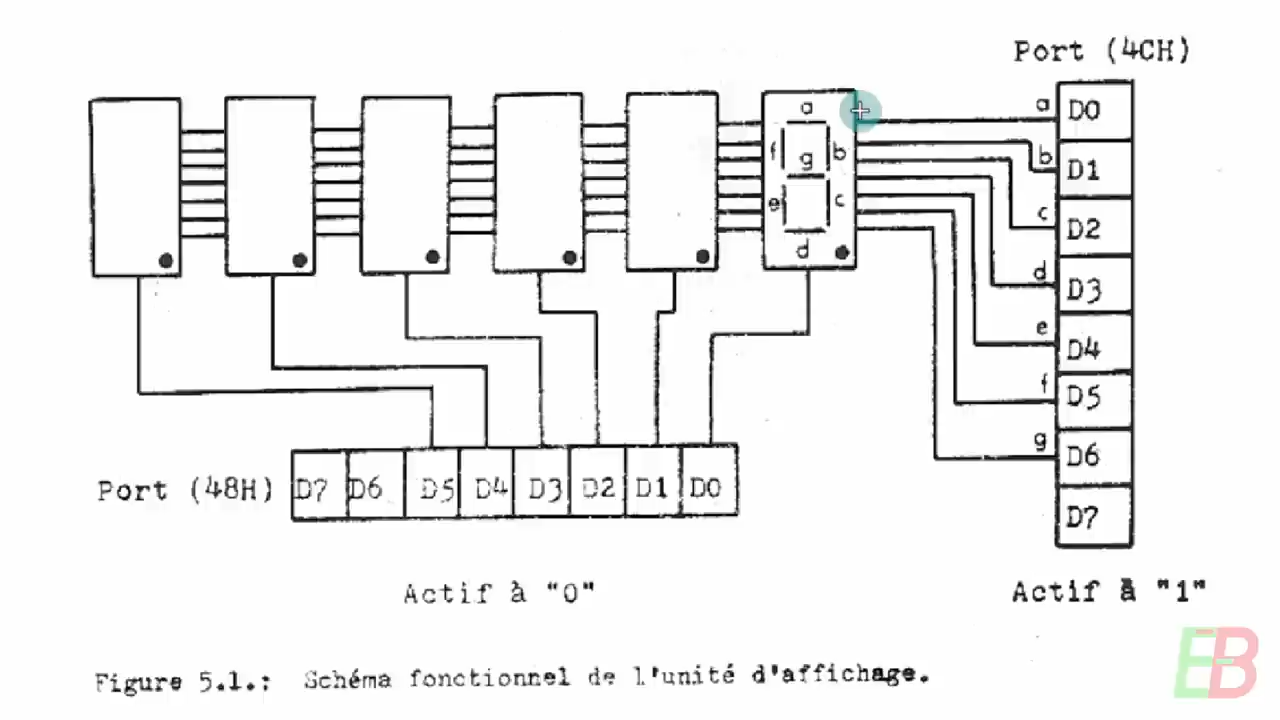 Port (4CH)
a D0
b D1
c D2
d D3
e D4
f D5
g D6
D7
a
f g b
e c
d
Port (48H) D7 D6 D5 D4 D3 D2 D1 D0
Actif à "0"
Actif à "1"
Figure 5.1.: Schéma fonctionnel de l'unité d'affichage.
EB